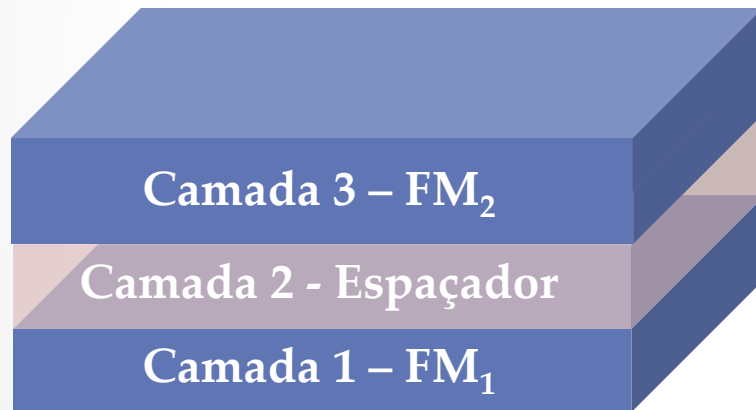 Camada 3 – FM₂
Camada 2 - Espaçador
Camada 1 – FM₁